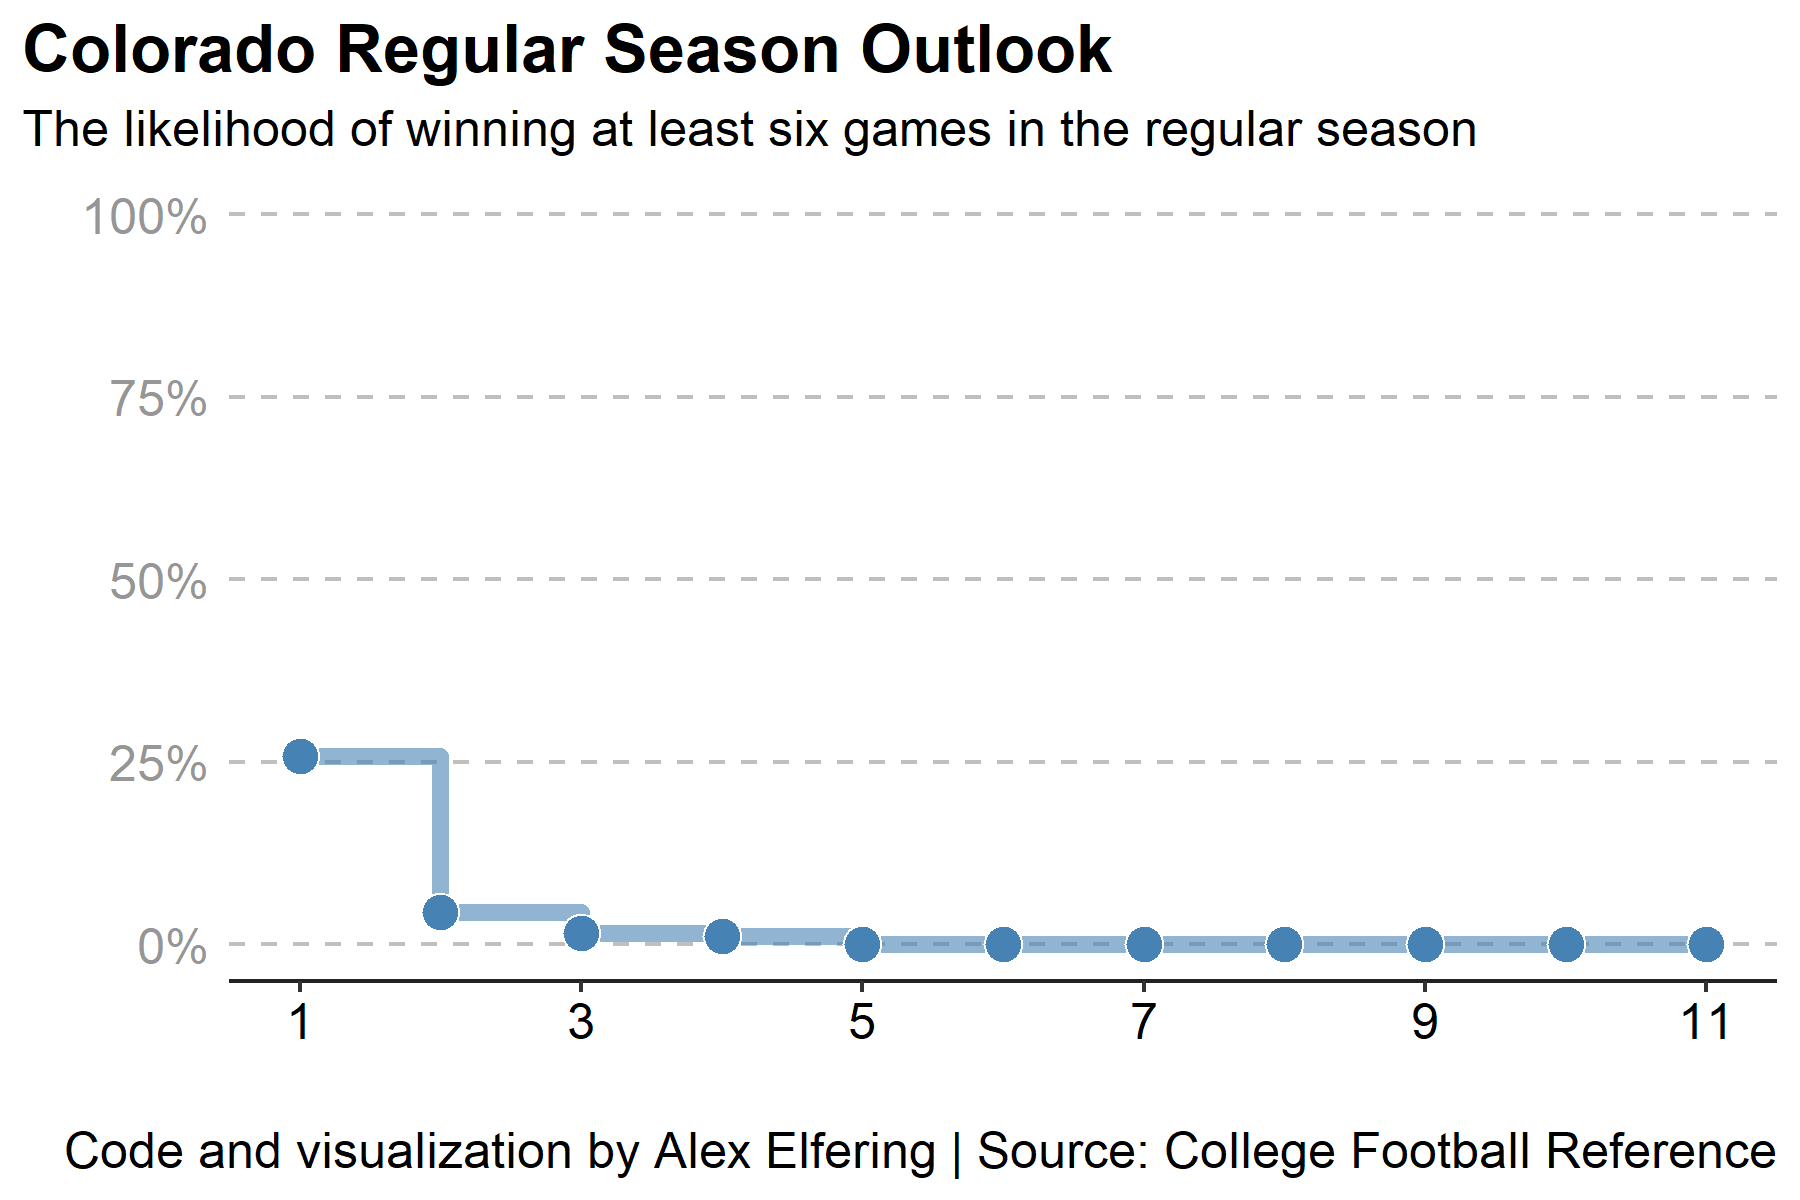 Colorado Regular Season Outlook
The likelihood of winning at least six games in the regular season
100%
75%
50%
25%
0%
1 3 5 7 9 11
Code and visualization by Alex Elfering | Source: College Football Reference